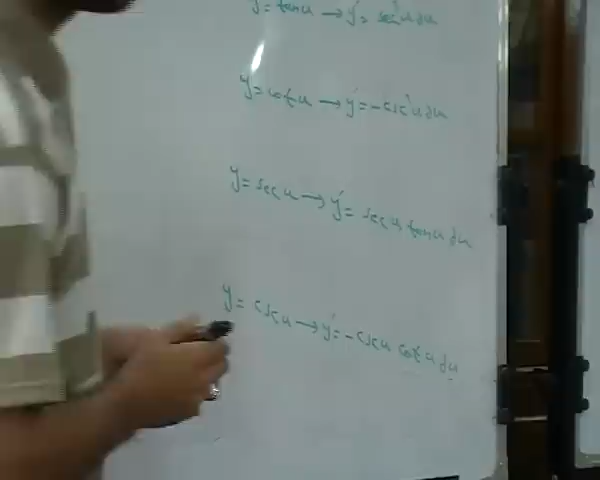 y = tan u → y' = sec²u du
y = cot u → y' = -csc²u du
y = sec u → y' = sec u tan u du
y = csc u → y' = -csc u cot u du